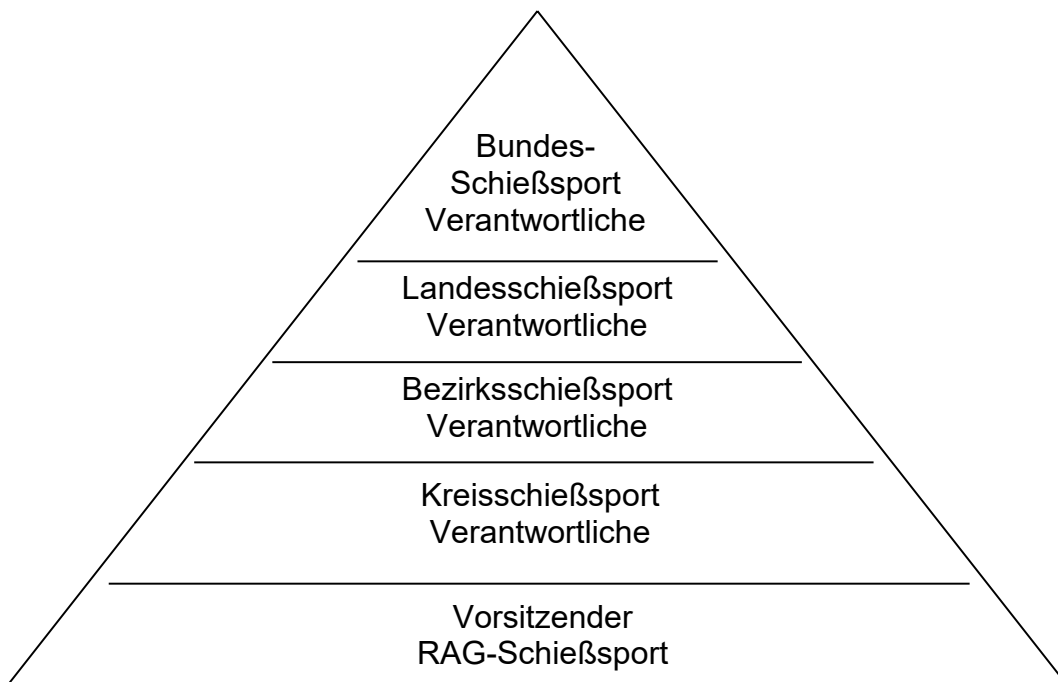 Bundes-
Schießsport
Verantwortliche
Landesschießsport
Verantwortliche
Bezirksschießsport
Verantwortliche
Kreisschießsport
Verantwortliche
Vorsitzender
RAG-Schießsport